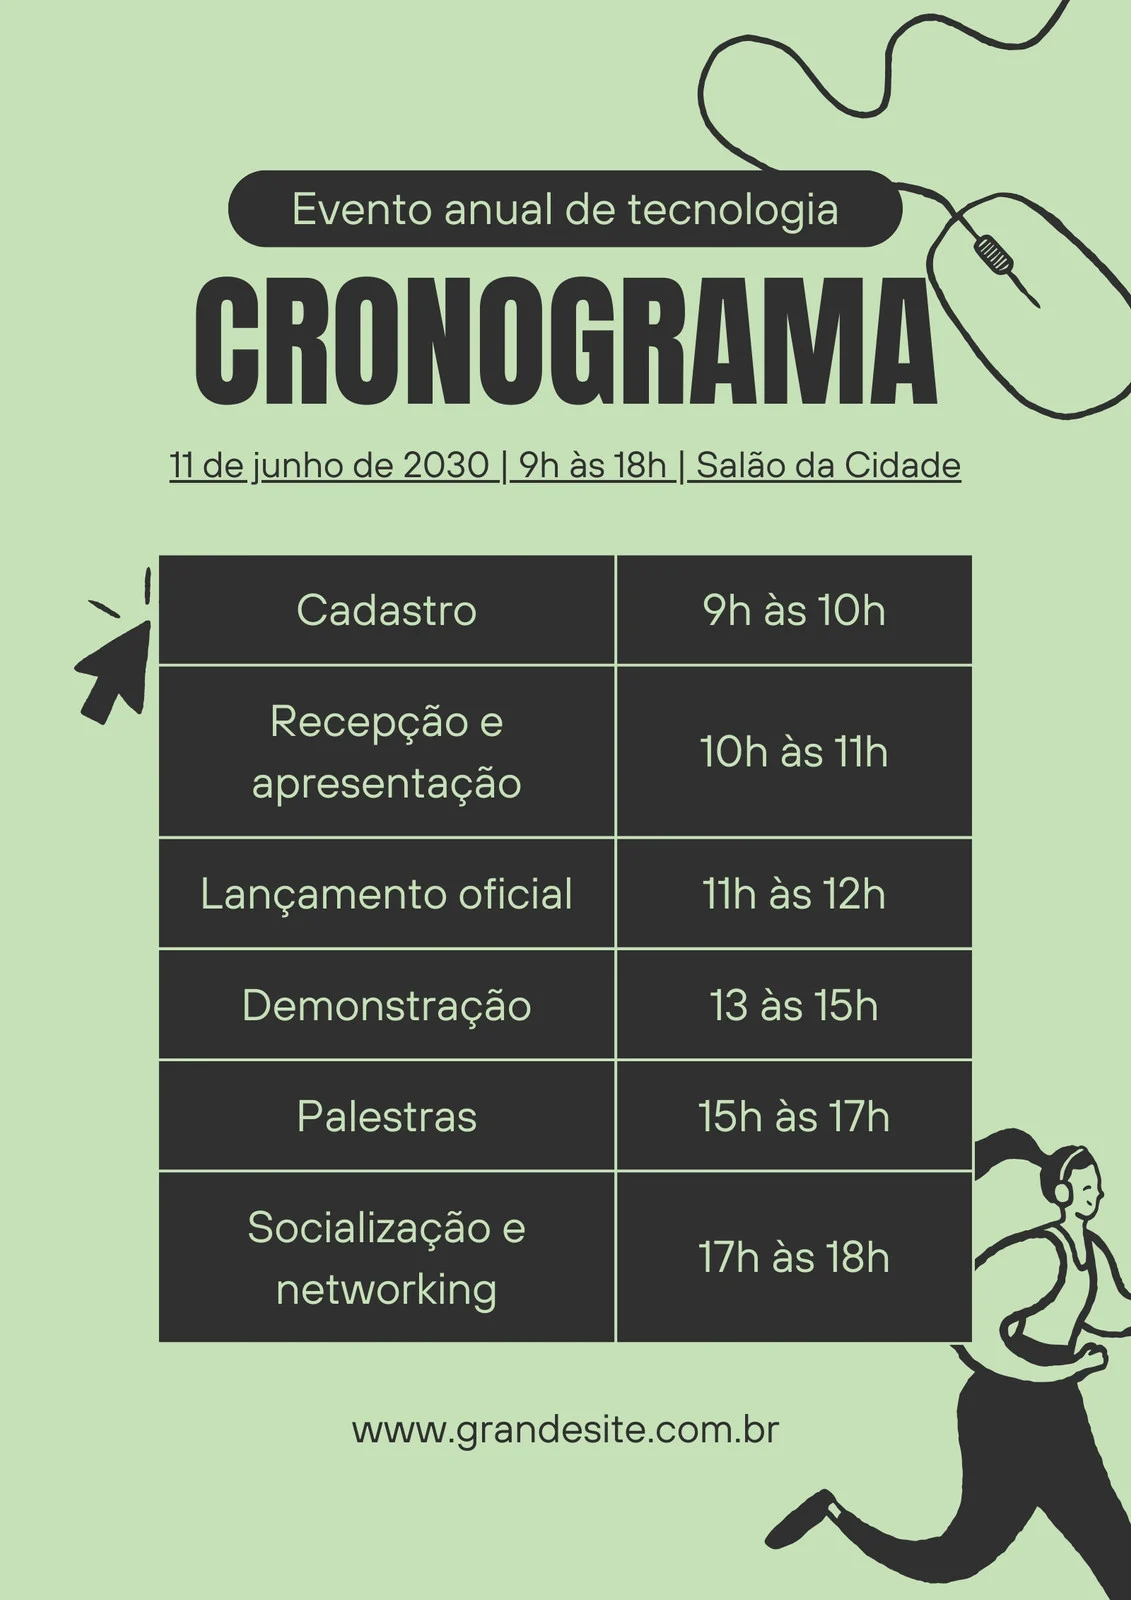 Evento anual de tecnologia
CRONOGRAMA
11 de junho de 2030 | 9h às 18h | Salão da Cidade
Cadastro 9h às 10h
Recepção e
apresentação 10h às 11h
Lançamento oficial 11h às 12h
Demonstração 13 às 15h
Palestras 15h às 17h
Socialização e
networking 17h às 18h
www.grandesite.com.br